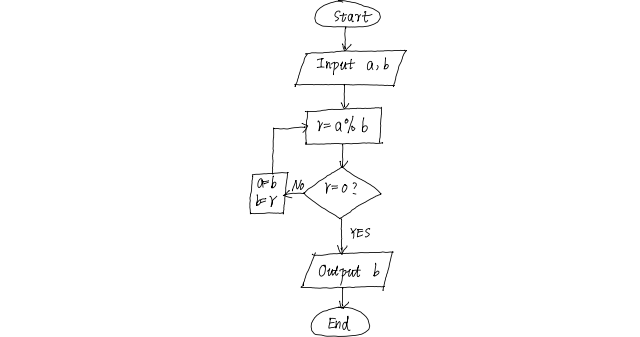 Start
Input a,b
r=a%b
r=0?
No
a=b
b=r
YES
Output b
End